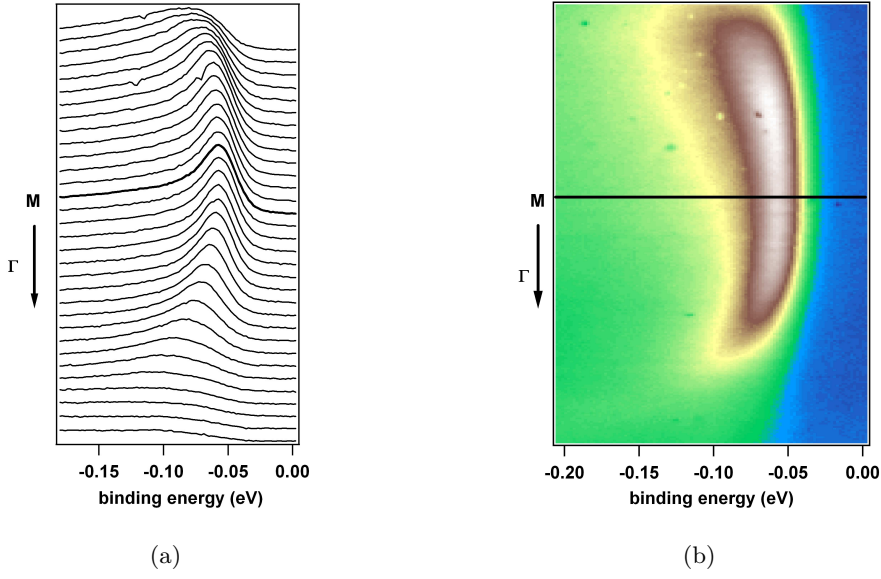 M
Γ
-0.15 -0.10 -0.05 0.00
binding energy (eV)
(a)
M
Γ
-0.20 -0.15 -0.10 -0.05 0.00
binding energy (eV)
(b)